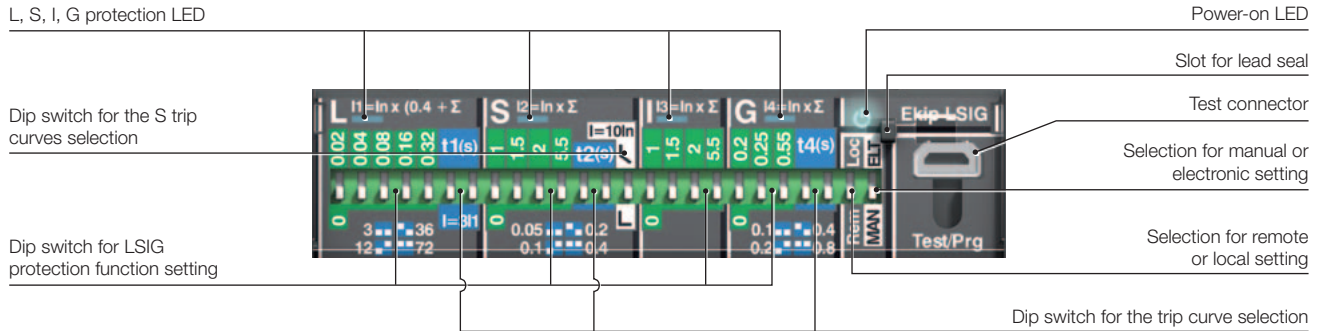 L, S, I, G protection LED
Power-on LED
Slot for lead seal
Test connector
Dip switch for the S trip
curves selection
Selection for manual or
electronic setting
Dip switch for LSIG
protection function setting
Selection for remote
or local setting
Dip switch for the trip curve selection
L I1=In x (0.4 + Σ
0.02 0.04 0.08 0.16 0.32 t1(s)
0 I=3I1
3 36
12 72
S I2=In x Σ
I=10In
1 1.5 2 5.5 t2(s)
0 L
0.05 0.2
0.1 0.4
I I3=In x Σ
1 1.5 2 5.5
0
G I4=In x Σ
0.2 0.25 0.55 t4(s)
0
0.1 0.4
0.2 0.8
Loc ELT
Rem MAN
Ekip LSIG
Test/Prg